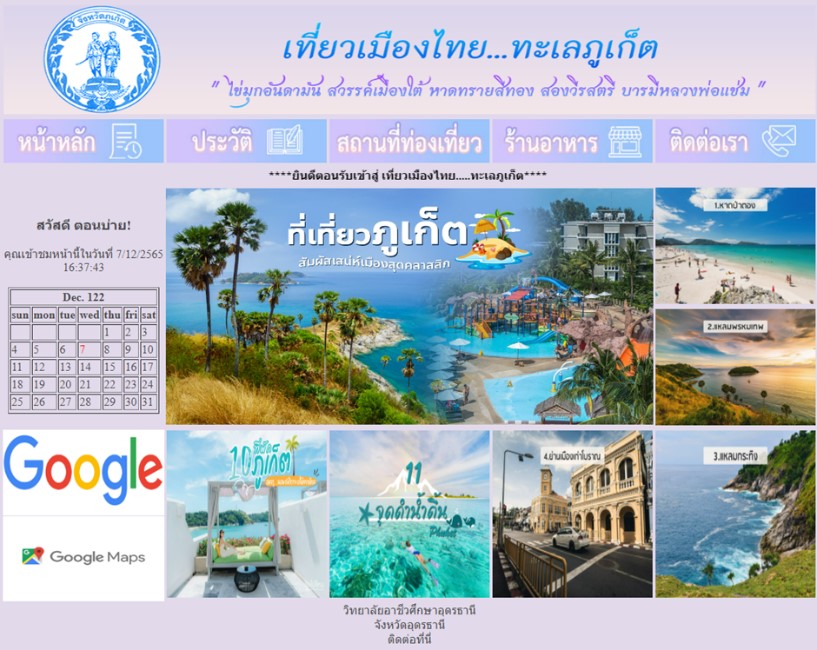 จังหวัดภูเก็ต
เที่ยวเมืองไทย...ทะเลภูเก็ต
" ไข่มุกอันดามัน สวรรค์เมืองใต้ หาดทรายสีทอง สองวีรสตรี บารมีหลวงพ่อแช่ม "
หน้าหลัก
ประวัติ
สถานที่ท่องเที่ยว
ร้านอาหาร
ติดต่อเรา
****ยินดีตอนรับเข้าสู่ เที่ยวเมืองไทย.....ทะเลภูเก็ต****
สวัสดี ตอนบ่าย!
คุณเข้าชมหน้านี้ในวันที่ 7/12/2565
16:37:43
Dec. 122
sun mon tue wed thu fri sat
1 2 3
4 5 6 7 8 9 10
11 12 13 14 15 16 17
18 19 20 21 22 23 24
25 26 27 28 29 30 31
ที่เที่ยวภูเก็ต
สัมผัสเสน่ห์เมืองสุดคลาสสิก
1.หาดป่าตอง
2.แหลมพรหมเทพ
Google
Google Maps
10
ที่พัก
ภูเก็ต
11
จุดดำน้ำตื้น
Phuket
4.ย่านเมืองเก่าโบราณ
3.แหลมกระทิง
วิทยาลัยอาชีวศึกษาอุดรธานี
จังหวัดอุดรธานี
ติดต่อที่นี่